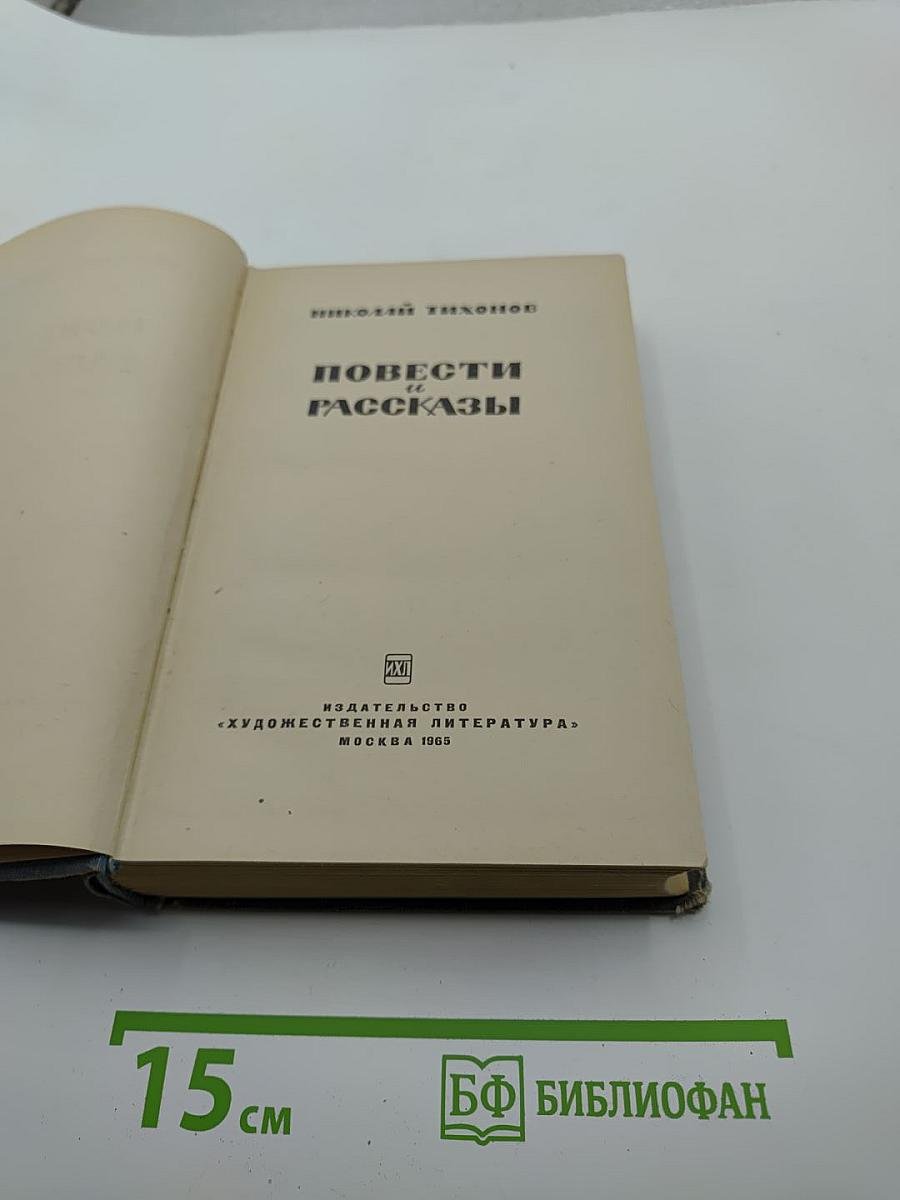 НИКОЛАЙ ТИХОНОВ
ПОВЕСТИ
и
РАССКАЗЫ
ИХЛ
ИЗДАТЕЛЬСТВО
«ХУДОЖЕСТВЕННАЯ ЛИТЕРАТУРА»
МОСКВА 1965
15 см
БФ БИБЛИОФАН